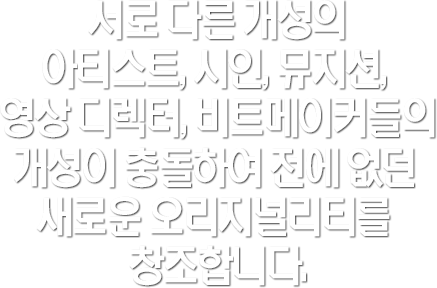 서로 다른 개성의
아티스트, 시인, 뮤지션,
영상 디렉터, 비트메이커들의
개성이 충돌하여 전에 없던
새로운 오리지널리티를
창조합니다.